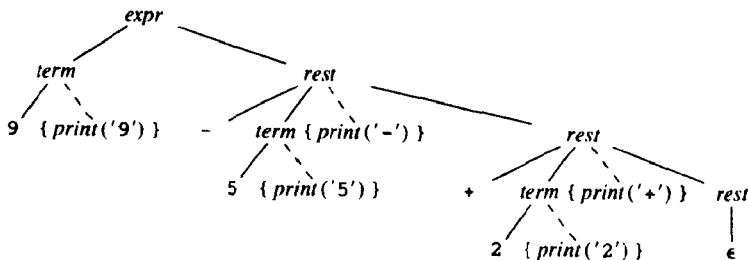 expr
term rest
9 { print('9') } - term { print('-') } rest
5 { print('5') } + term { print('+') } rest
2 { print('2') } ϵ